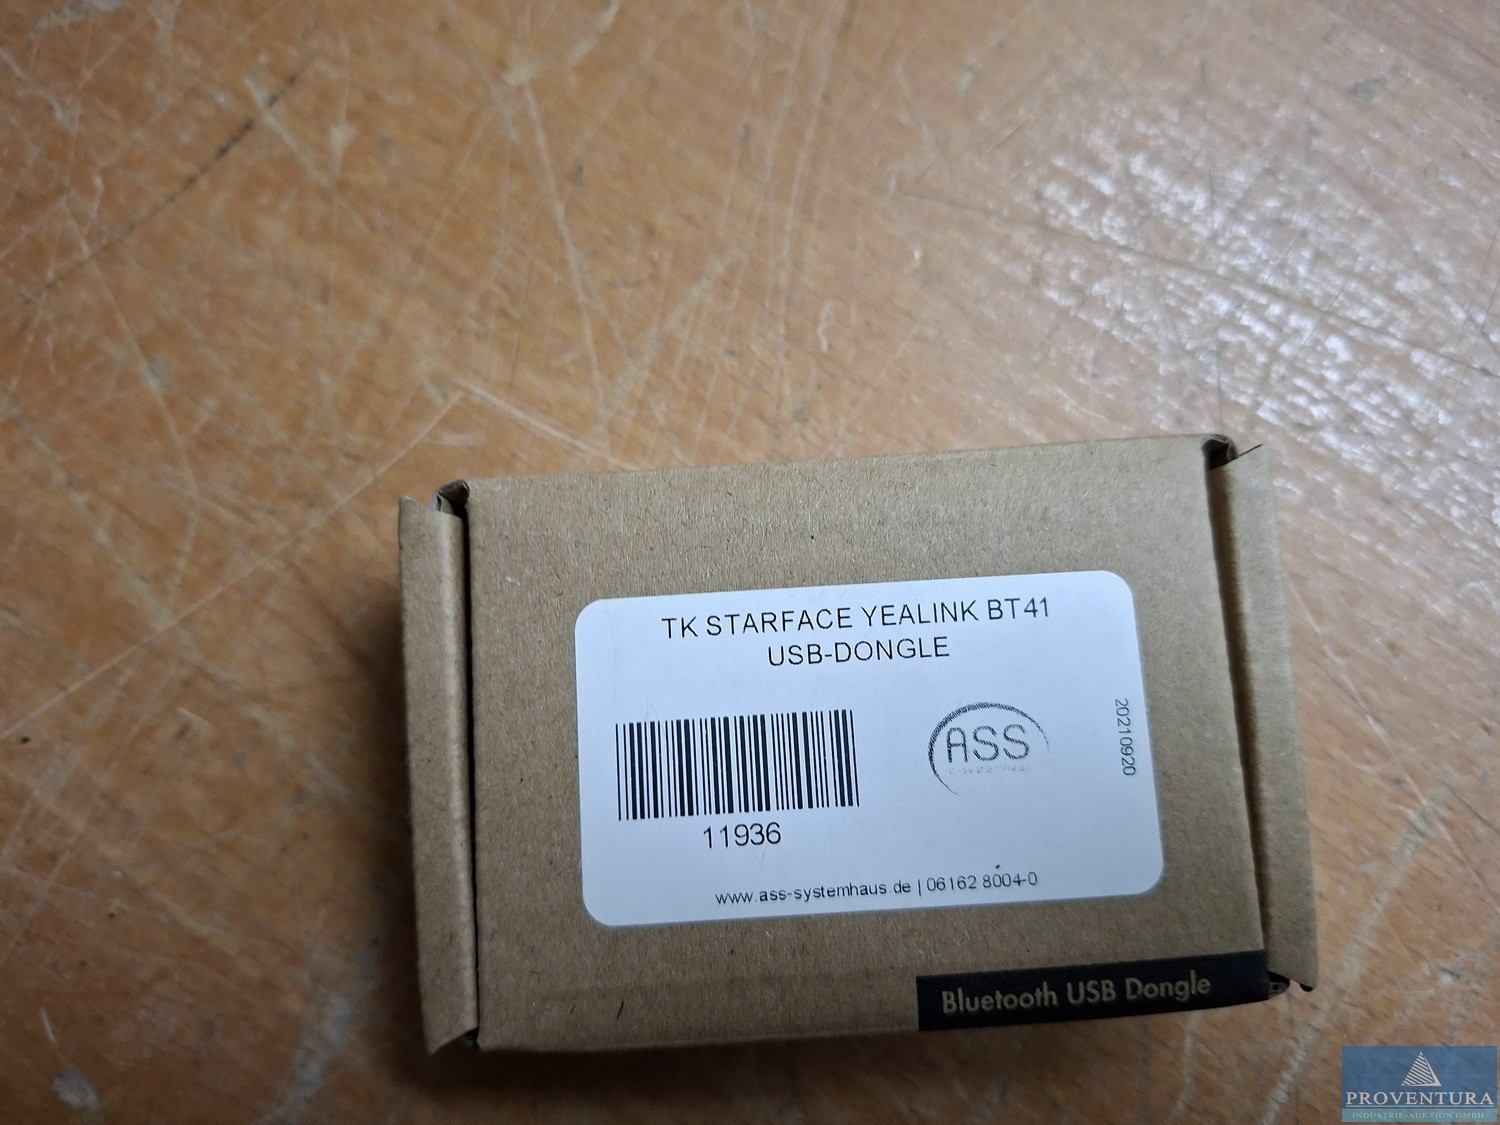 TK STARFACE YEALINK BT41
USB-DONGLE
ASS
20210920
11936
www.ass-systemhaus.de | 06162 8004-0
Bluetooth USB Dongle
PROVENTURA
INDUSTRIE-AUKTION GMBH